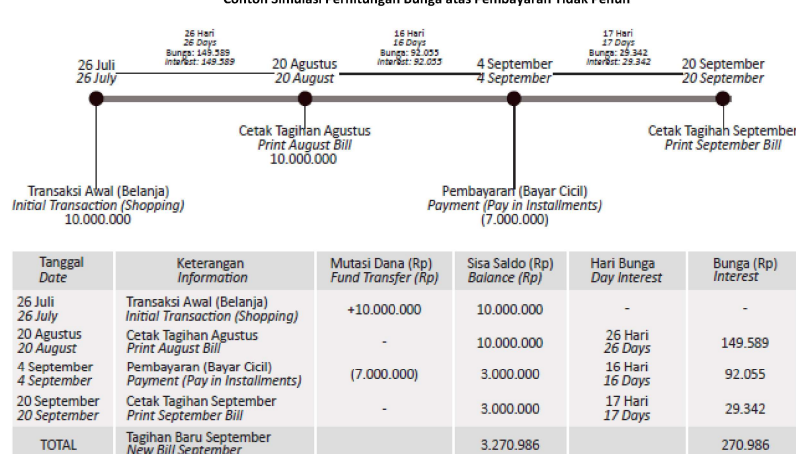 Contoh Simulasi Perhitungan Bunga atas Pembayaran Tidak Penuh
26 Hari
26 Days
Bunga: 149.589
Interest: 149.589
16 Hari
16 Days
Bunga: 92.055
Interest: 92.055
17 Hari
17 Days
Bunga: 29.342
Interest: 29.342
26 Juli
26 July
20 Agustus
20 August
4 September
4 September
20 September
20 September
Cetak Tagihan Agustus
Print August Bill
10.000.000
Cetak Tagihan September
Print September Bill
Transaksi Awal (Belanja)
Initial Transaction (Shopping)
10.000.000
Pembayaran (Bayar Cicil)
Payment (Pay in Installments)
(7.000.000)
Tanggal Keterangan Mutasi Dana (Rp) Sisa Saldo (Rp) Hari Bunga Bunga (Rp)
Date Information Fund Transfer (Rp) Balance (Rp) Day Interest Interest
26 Juli Transaksi Awal (Belanja)
26 July Initial Transaction (Shopping)
+10.000.000 10.000.000 - -
20 Agustus Cetak Tagihan Agustus
20 August Print August Bill
- 10.000.000 26 Hari 149.589
26 Days
4 September Pembayaran (Bayar Cicil)
4 September Payment (Pay in Installments)
(7.000.000) 3.000.000 16 Hari 92.055
16 Days
20 September Cetak Tagihan September
20 September Print September Bill
- 3.000.000 17 Hari 29.342
17 Days
TOTAL Tagihan Baru September 3.270.986 270.986
New Bill September